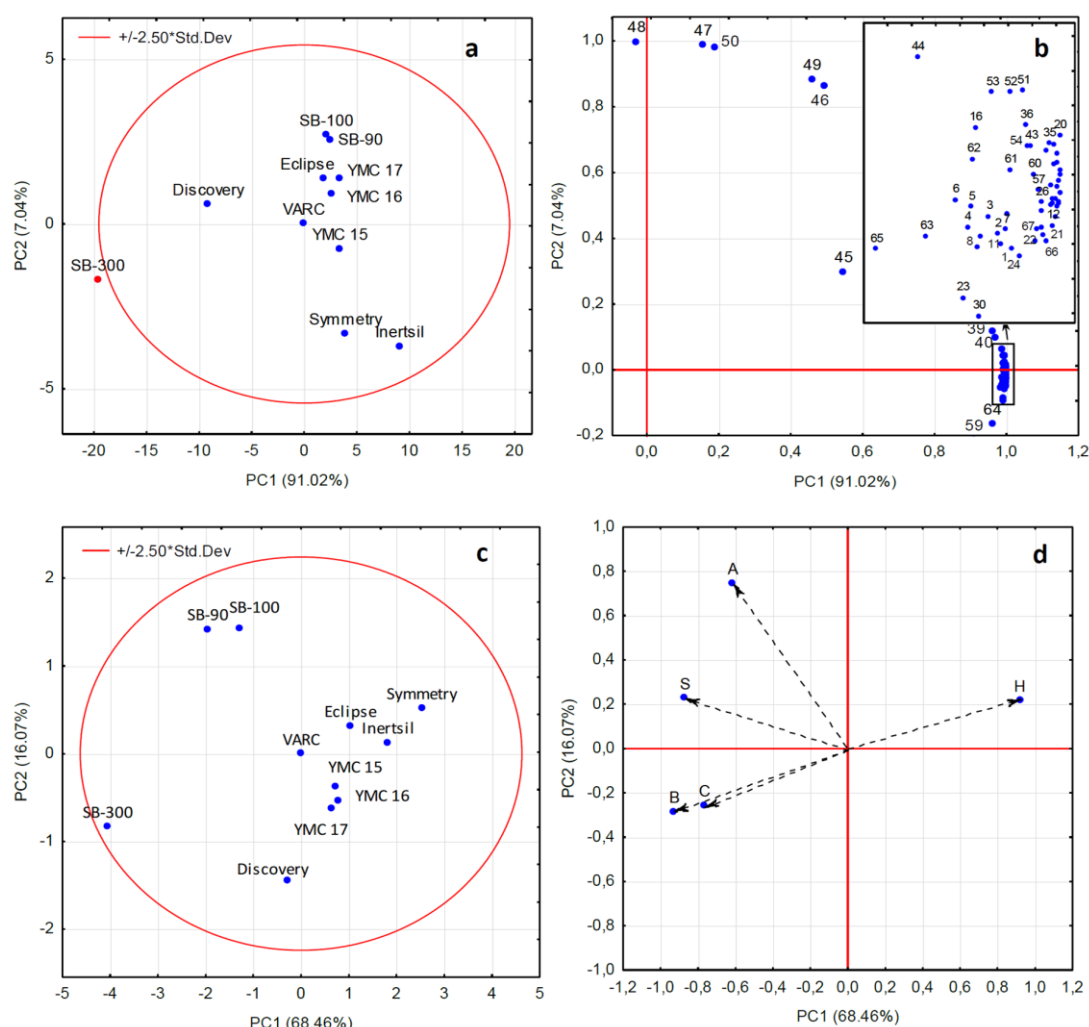 +/-2.50*Std.Dev
a
SB-100
SB-90
Eclipse
YMC 17
Discovery
YMC 16
VARC
YMC 15
SB-300
Symmetry
Inertsil
5
0
-5
PC2 (7.04%)
-20 -15 -10 -5 0 5 10 15 20
PC1 (91.02%)
b
48
47
50
49
46
45
44
53
52
51
16
36
62
54
43
35
20
61
60
57
6
5
3
26
4
2
7
12
65
63
8
11
1
67
22
21
24
66
23
30
39
40
64
59
1,0
0,8
0,6
0,4
0,2
0,0
-0,2
PC2 (7.04%)
0,0 0,2 0,4 0,6 0,8 1,0 1,2
PC1 (91.02%)
+/-2.50*Std.Dev
c
SB-90
SB-100
Symmetry
Eclipse
Inertsil
VARC
YMC 15
YMC 16
YMC 17
SB-300
Discovery
2
1
0
-1
-2
PC2 (16.07%)
-5 -4 -3 -2 -1 0 1 2 3 4 5
PC1 (68.46%)
d
A
S
H
B
C
1,0
0,8
0,6
0,4
0,2
0,0
-0,2
-0,4
-0,6
-0,8
-1,0
PC2 (16.07%)
-1,2 -1,0 -0,8 -0,6 -0,4 -0,2 0,0 0,2 0,4 0,6 0,8 1,0 1,2
PC1 (68.46%)